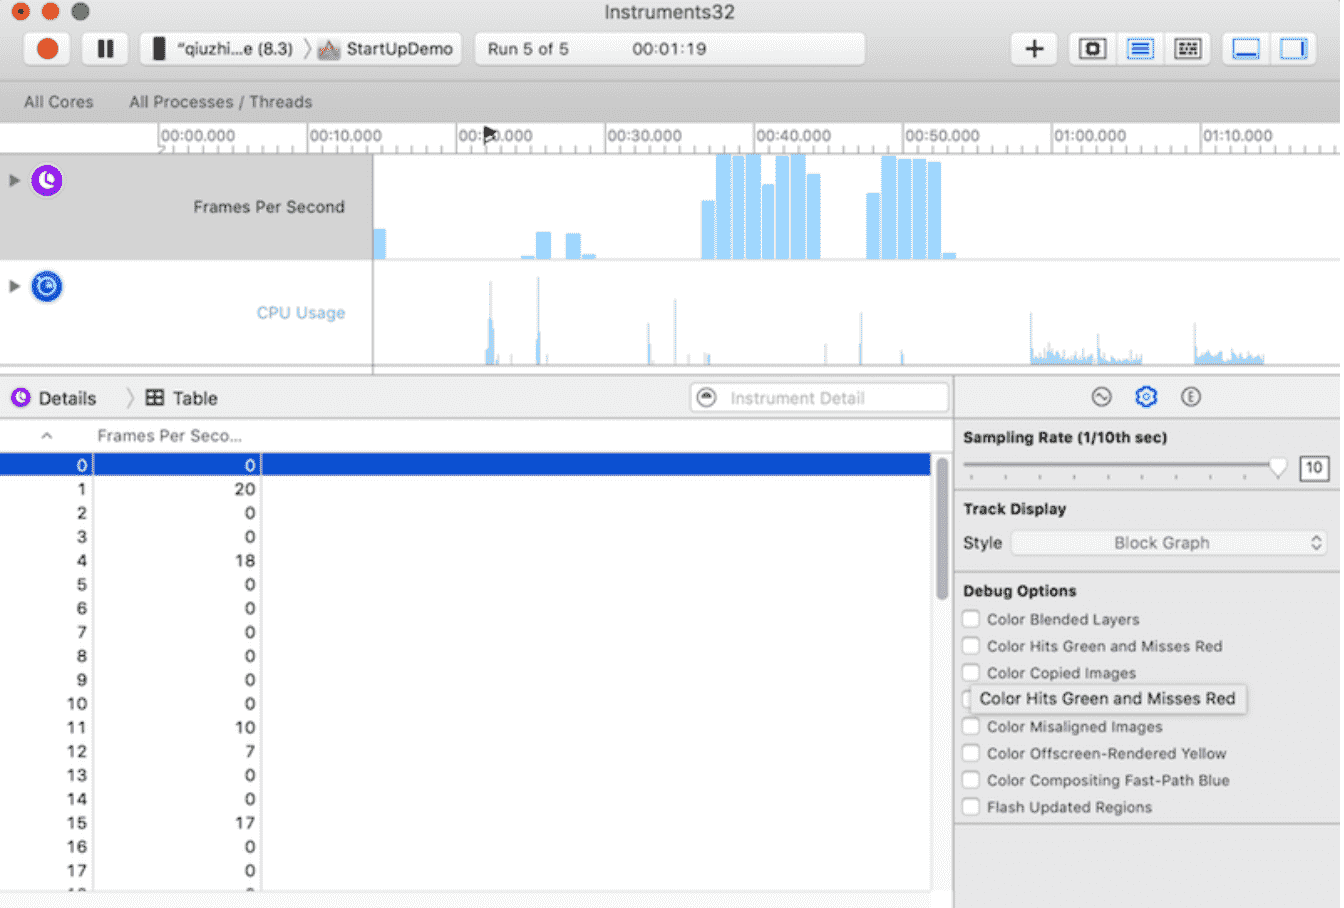 Instruments32
"qiuzhi...e (8.3) StartUpDemo Run 5 of 5 00:01:19
All Cores All Processes / Threads
00:00.000 00:10.000 00:30.000 00:40.000 00:50.000 01:00.000 01:10.000
Frames Per Second
CPU Usage
Details Table Instrument Detail
Frames Per Seco...
0 0
1 20
2 0
3 0
4 18
5 0
6 0
7 0
8 0
9 0
10 0
11 10
12 7
13 0
14 0
15 17
16 0
17 0
E
Sampling Rate (1/10th sec)
10
Track Display
Style Block Graph
Debug Options
Color Blended Layers
Color Hits Green and Misses Red
Color Copied Images
Color Hits Green and Misses Red
Color Misaligned Images
Color Offscreen-Rendered Yellow
Color Compositing Fast-Path Blue
Flash Updated Regions